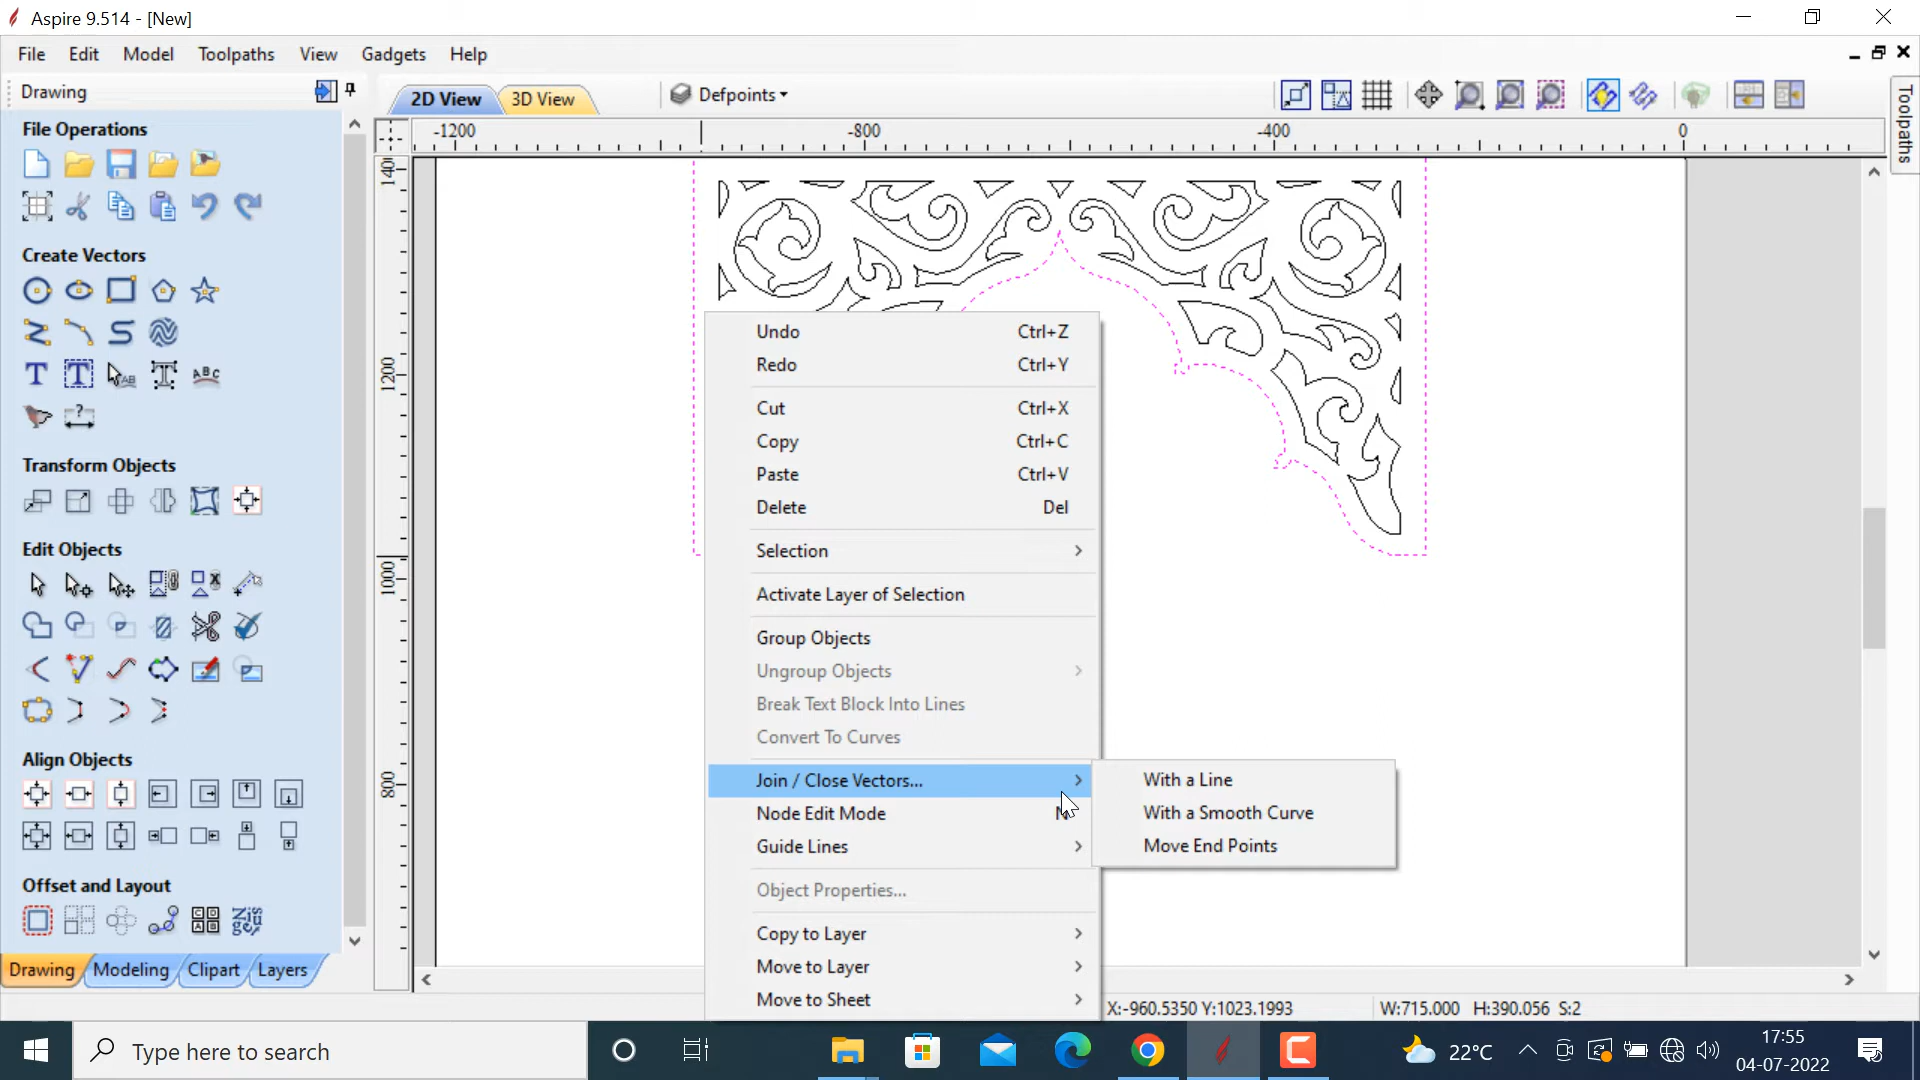 Aspire 9.514 - [New]
File Edit Model Toolpaths View Gadgets Help
Drawing
2D View 3D View Defpoints
Toolpaths
File Operations
-1200 -800 -400 0
1200
1000
800
Create Vectors
Transform Objects
Edit Objects
Align Objects
Offset and Layout
Drawing Modeling Clipart Layers
Undo Ctrl+Z
Redo Ctrl+Y
Cut Ctrl+X
Copy Ctrl+C
Paste Ctrl+V
Delete Del
Selection
Activate Layer of Selection
Group Objects
Ungroup Objects
Break Text Block Into Lines
Convert To Curves
Join / Close Vectors...
Node Edit Mode N
Guide Lines
Object Properties...
Copy to Layer
Move to Layer
Move to Sheet
With a Line
With a Smooth Curve
Move End Points
X:-960.5350 Y:1023.1993 W:715.000 H:390.056 S:2
Type here to search
22°C
17:55
04-07-2022